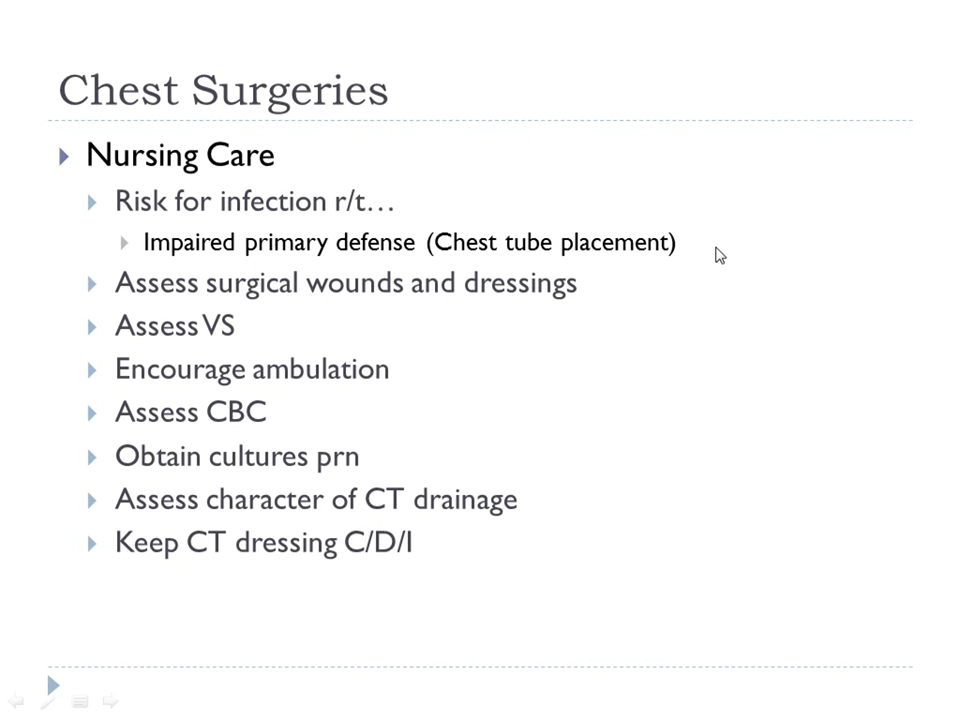 Chest Surgeries
Nursing Care
Risk for infection r/t…
Impaired primary defense (Chest tube placement)
Assess surgical wounds and dressings
Assess VS
Encourage ambulation
Assess CBC
Obtain cultures prn
Assess character of CT drainage
Keep CT dressing C/D/I